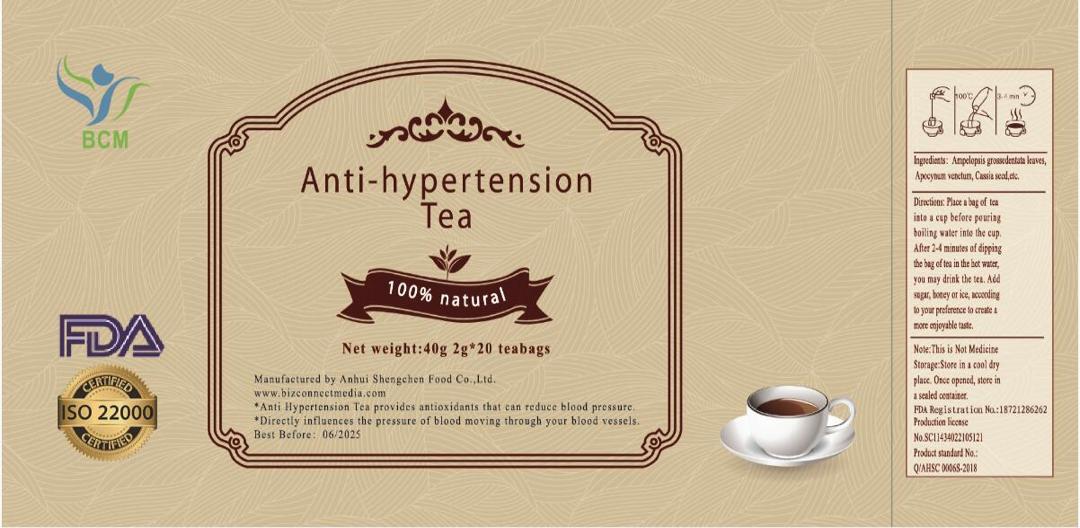 BCM
Anti-hypertension
Tea
100% natural
Net weight:40g 2g*20 teabags
Manufactured by Anhui Shengchen Food Co.,Ltd.
www.bizconnectmedia.com
*Anti Hypertension Tea provides antioxidants that can reduce blood pressure.
*Directly influences the pressure of blood moving through your blood vessels.
Best Before: 06/2025
FDA
CERTIFIED
ISO 22000
CERTIFIED
100℃
3-4 min
Ingredients: Ampelopsis grossedentata leaves,
Apocynum venetum, Cassia seed,etc.
Directions: Place a bag of tea
into a cup before pouring
boiling water into the cup.
After 2-4 minutes of dipping
the bag of tea in the hot water,
you may drink the tea. Add
sugar, honey or ice, according
to your preference to create a
more enjoyable taste.
Note:This is Not Medicine
Storage:Store in a cool dry
place. Once opened, store in
a sealed container.
FDA Registration No.:18721286262
Production license
No.SC11434022105121
Product standard No.:
Q/AHSC 0006S-2018